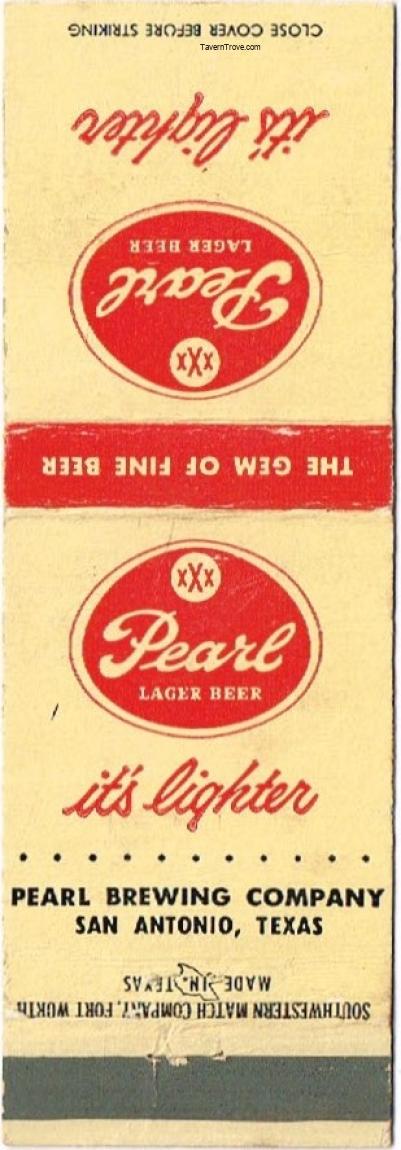 CLOSE COVER BEFORE STRIKING
TavernTrove.com
it's lighter
LAGER BEER
Pearl
XXX
THE GEM OF FINE BEER
XXX
Pearl
LAGER BEER
it's lighter
PEARL BREWING COMPANY
SAN ANTONIO, TEXAS
MADE IN TEXAS
SOUTHWESTERN MATCH COMPANY, FORT WORTH